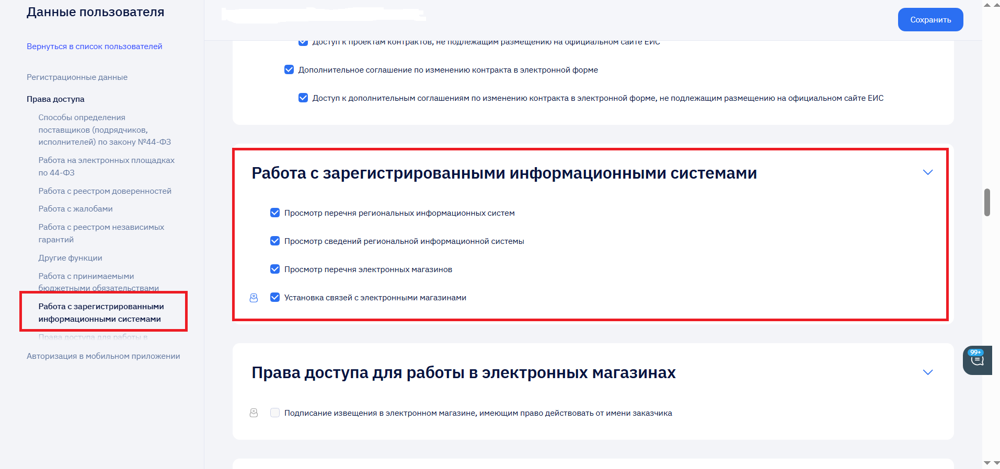 Данные пользователя
Вернуться в список пользователей
Регистрационные данные
Права доступа
Способы определения
поставщиков (подрядчиков,
исполнителей) по закону №44-ФЗ
Работа на электронных площадках
по 44-ФЗ
Работа с реестром доверенностей
Работа с жалобами
Работа с реестром независимых
гарантий
Другие функции
Работа с принимаемыми
бюджетными обязательствами
Работа с зарегистрированными
информационными системами
Права доступа для работы в
Авторизация в мобильном приложении
Сохранить
Доступ к проектам контрактов, не подлежащим размещению на официальном сайте ЕИС
Дополнительное соглашение по изменению контракта в электронной форме
Доступ к дополнительным соглашениям по изменению контракта в электронной форме, не подлежащим размещению на официальном сайте ЕИС
Работа с зарегистрированными информационными системами
Просмотр перечня региональных информационных систем
Просмотр сведений региональной информационной системы
Просмотр перечня электронных магазинов
Установка связей с электронными магазинами
Права доступа для работы в электронных магазинах
Подписание извещения в электронном магазине, имеющим право действовать от имени заказчика
99+